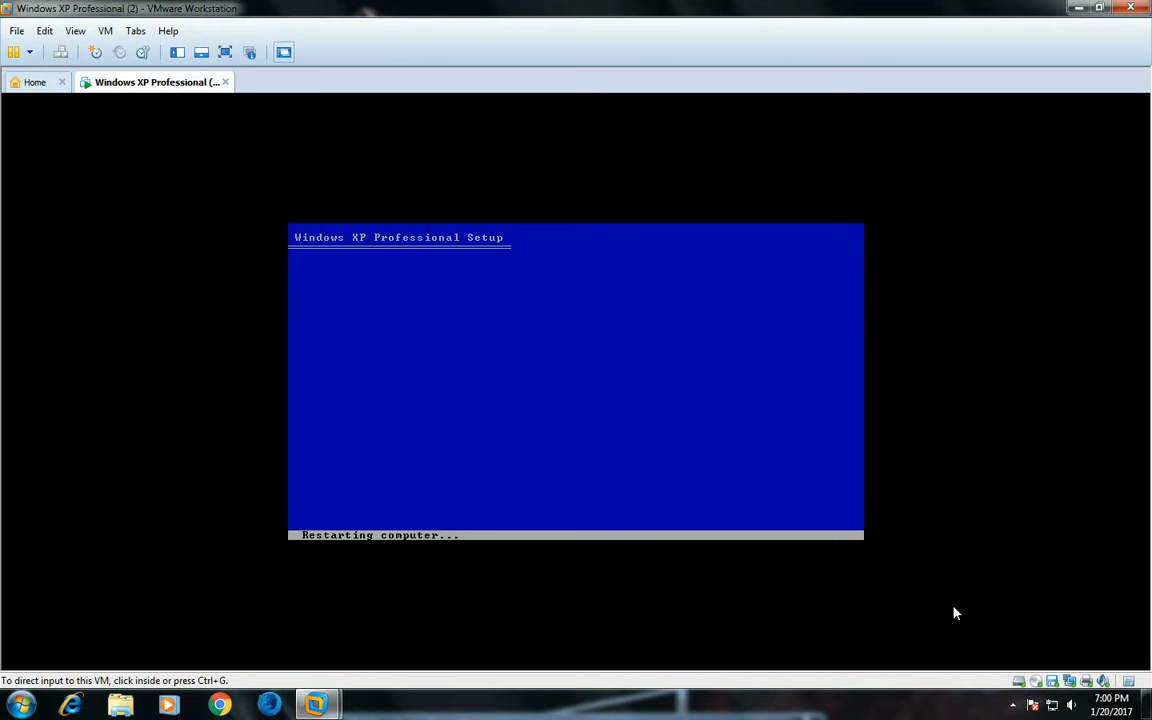 Windows XP Professional (2) - VMware Workstation
File Edit View VM Tabs Help
Home Windows XP Professional (...
Windows XP Professional Setup
Restarting computer...
To direct input to this VM, click inside or press Ctrl+G.
7:00 PM
1/20/2017